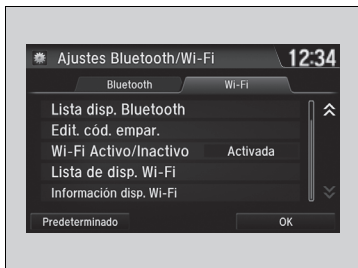 Ajustes Bluetooth/Wi-Fi
12:34
Bluetooth
Wi-Fi
Lista disp. Bluetooth
Edit. cód. empar.
Wi-Fi Activo/Inactivo Activada
Lista de disp. Wi-Fi
Información disp. Wi-Fi
Predeterminado
OK